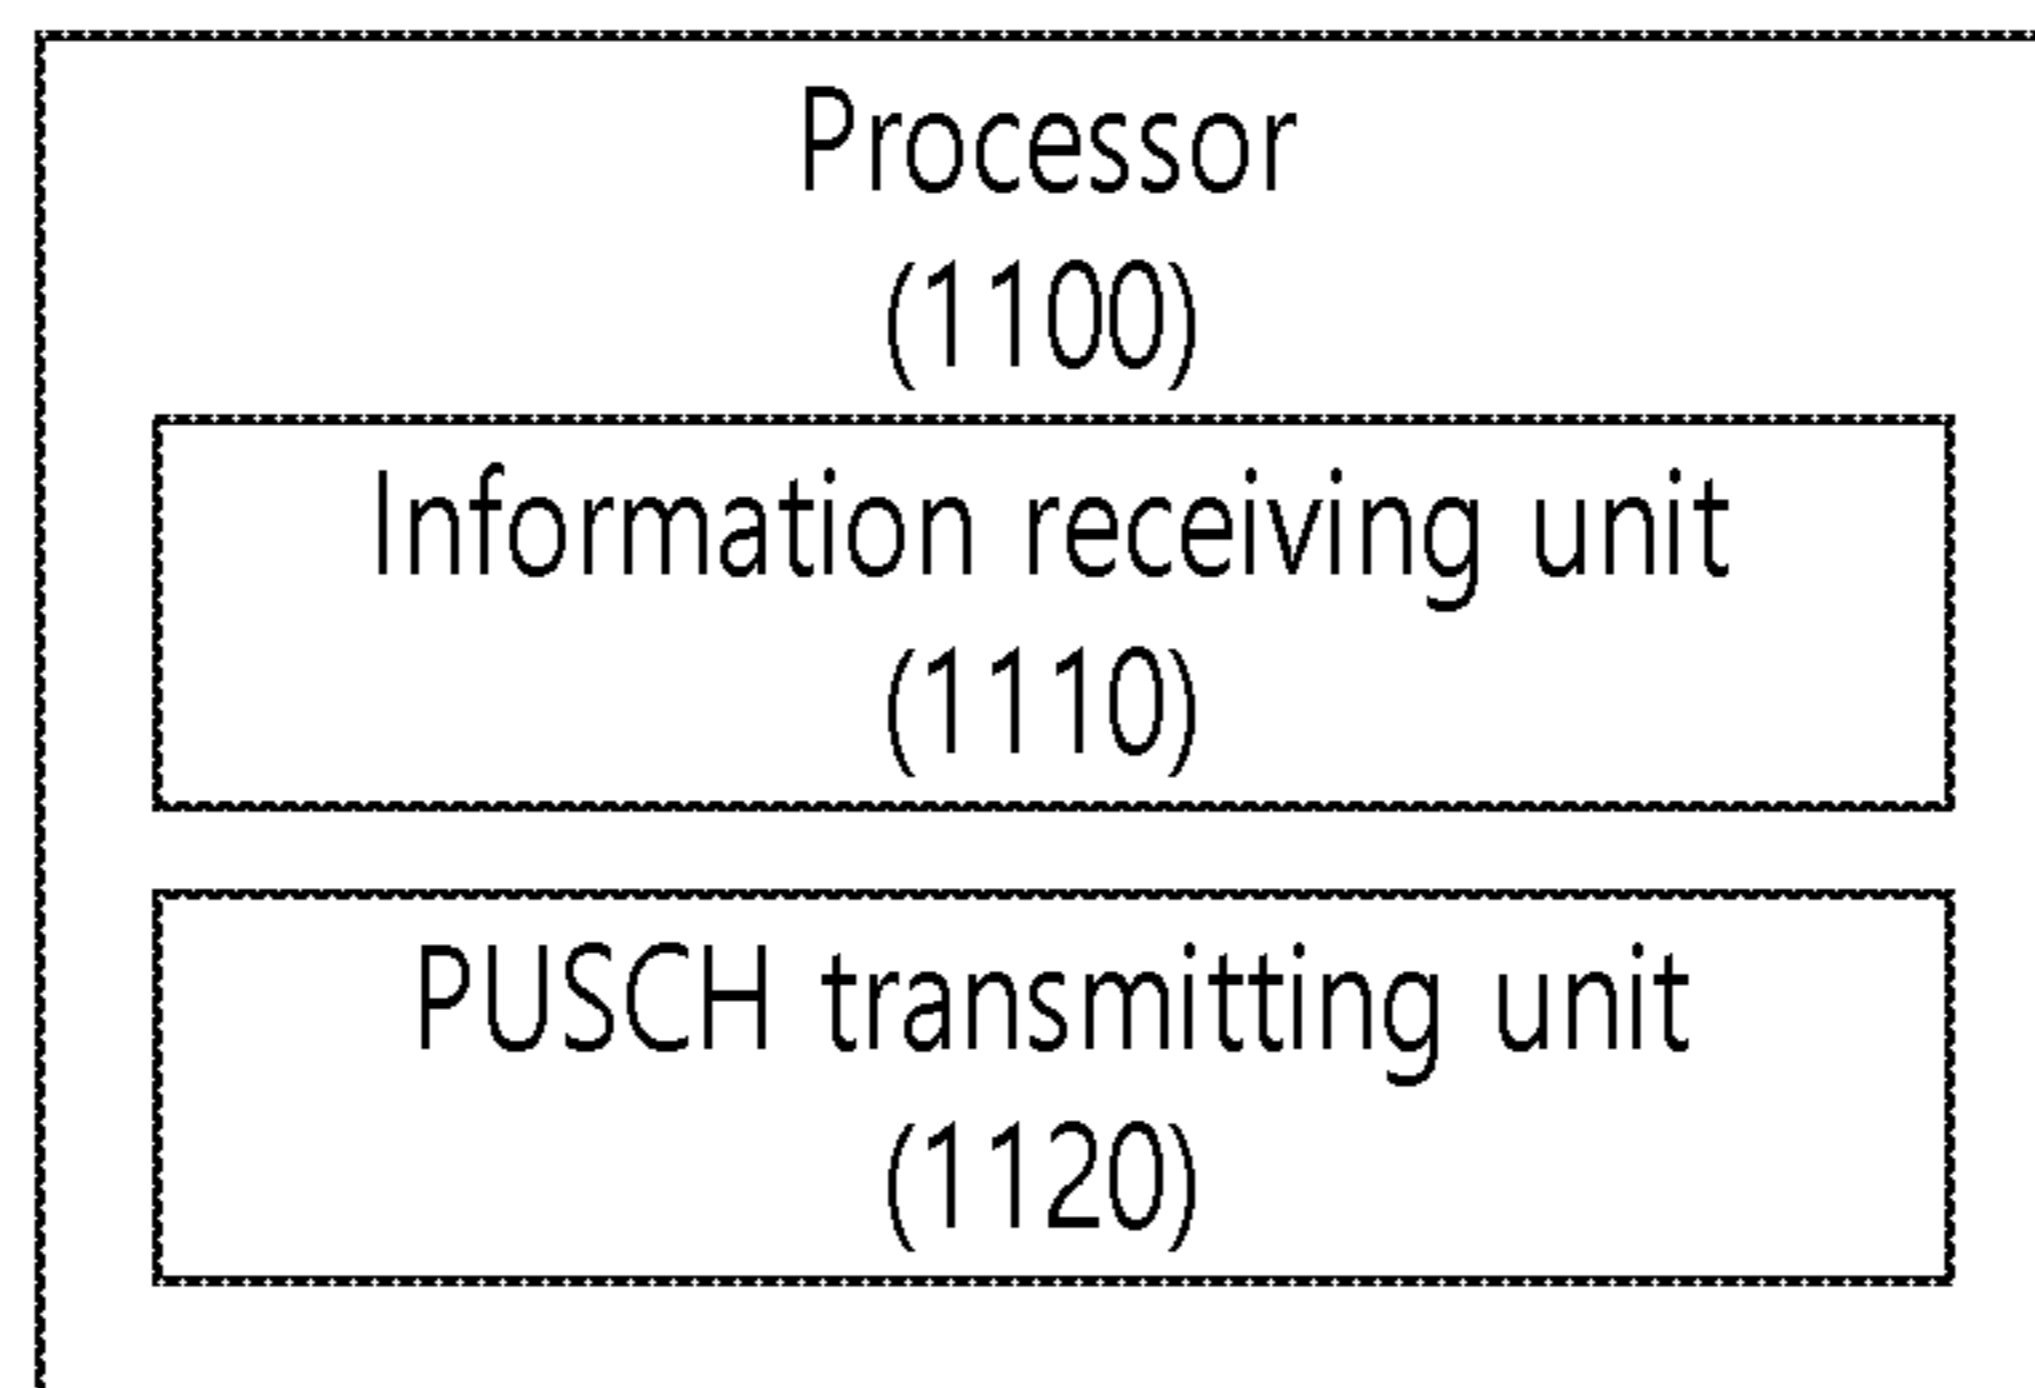 Processor
(1100)
Information receiving unit
(1110)
PUSCH transmitting unit
(1120)